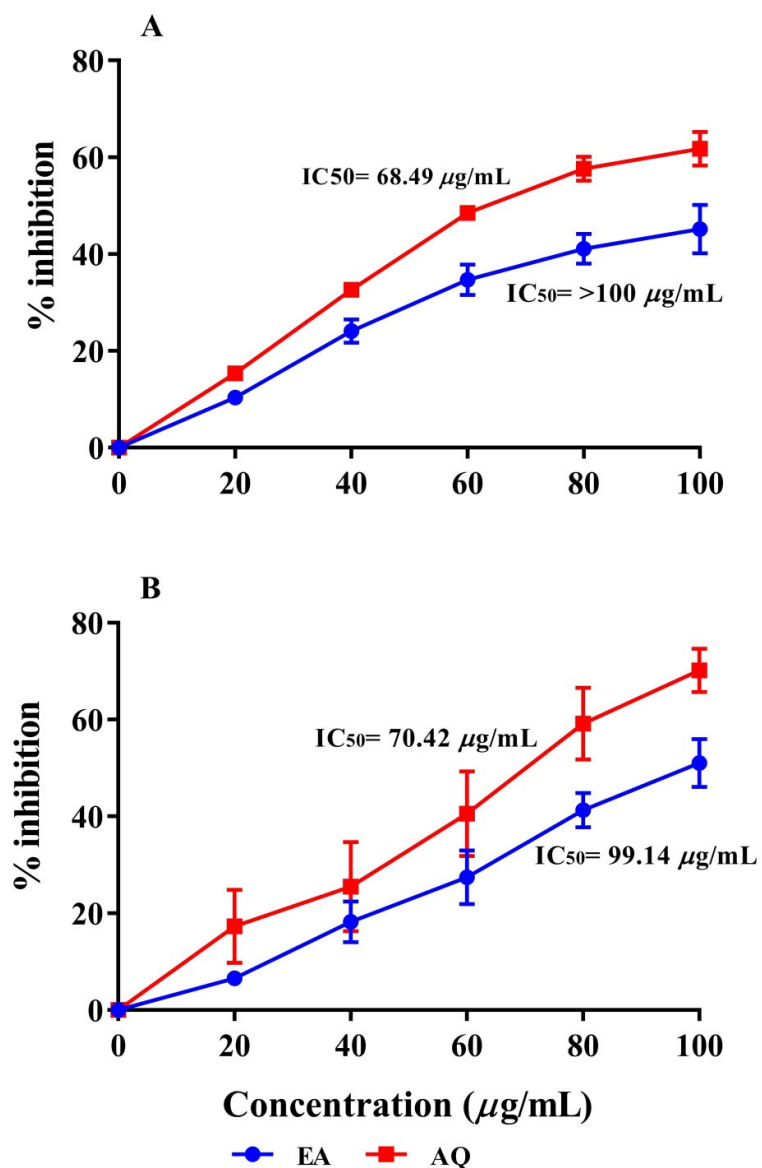 A
80
60
40
20
0
% inhibition
IC50= 68.49 μg/mL
IC50= >100 μg/mL
0 20 40 60 80 100
B
80
60
40
20
0
% inhibition
IC50= 70.42 μg/mL
IC50= 99.14 μg/mL
0 20 40 60 80 100
Concentration (μg/mL)
EA AQ